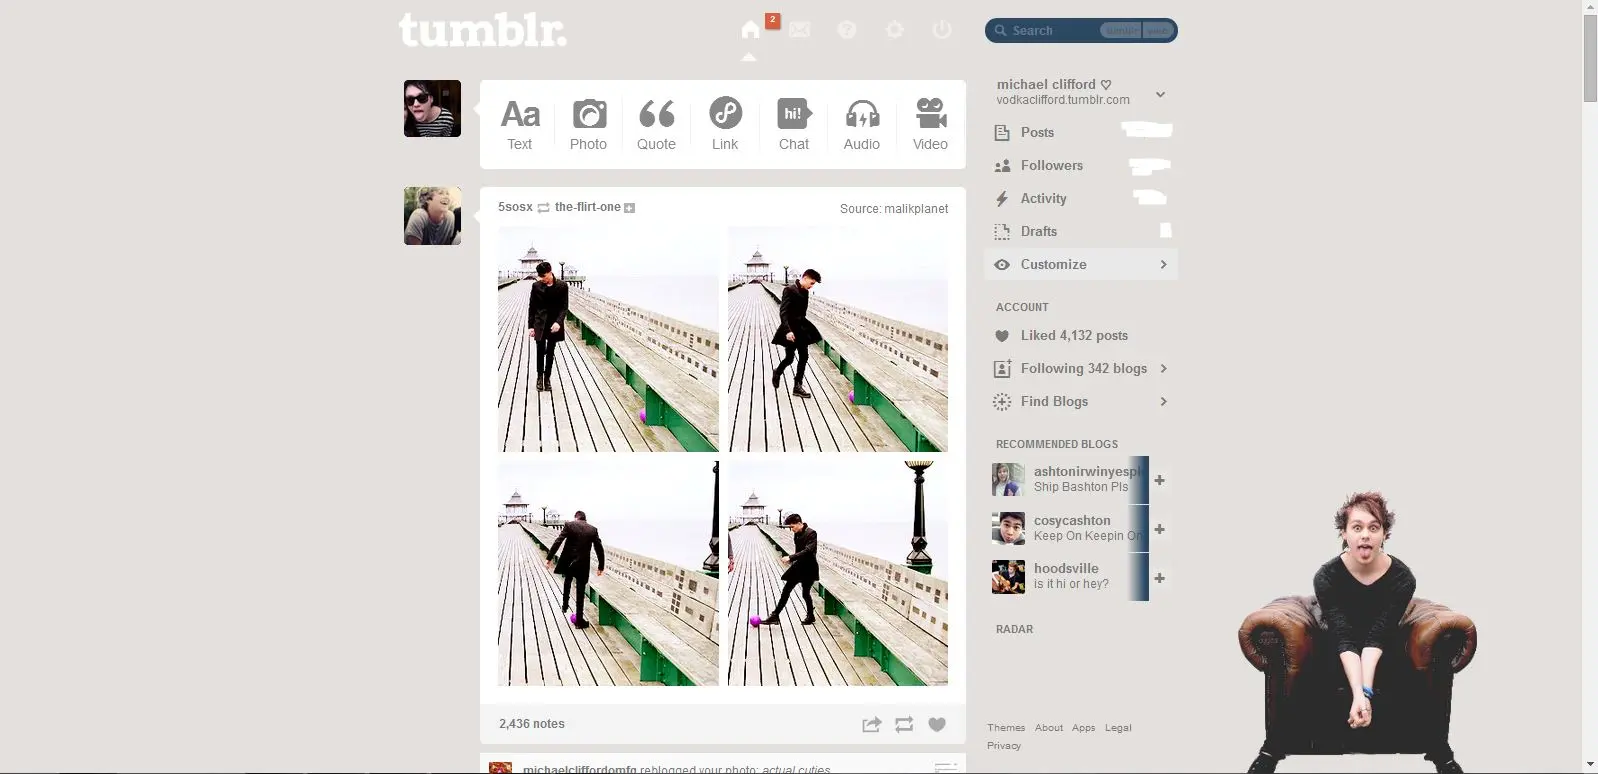 tumblr.
2
Search
Aa
Text
Photo
Quote
Link
hi!
Chat
Audio
Video
5sosx the-flirt-one
Source: malikplanet
2,436 notes
michaelcliffordomfg reblogged your photo: actual cuties
michael clifford ♡
vodkaclifford.tumblr.com
Posts
Followers
Activity
Drafts
Customize
ACCOUNT
Liked 4,132 posts
Following 342 blogs
Find Blogs
RECOMMENDED BLOGS
ashtonirwinyespl
Ship Bashton Pls
cosycashton
Keep On Keepin On
hoodsville
is it hi or hey?
RADAR
Themes About Apps Legal
Privacy